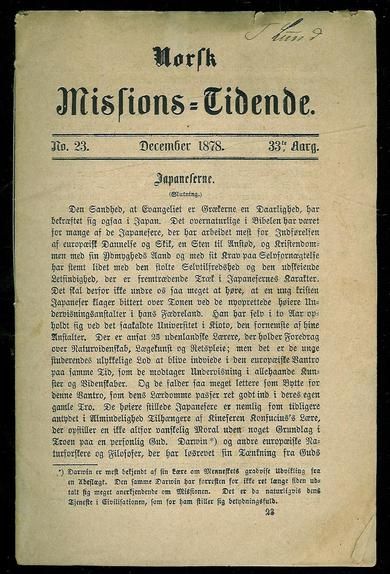 T Lund
Norsk
Missions=Tidende.
No. 23. December 1878. 33te Aarg.
Japaneserne.
(Slutning.)
Den Sandhed, at Evangeliet er Grækerne en Daarlighed, har
bekræftet sig ogsaa i Japan. Det overnaturlige i Bibelen har været
for mange af de Japanesere, der har arbeidet mest for Indførelsen
af europæisk Dannelse og Skik, en Sten til Anstød, og Kristendom-
men med sin Ydmygheds Aand og med sit Krav paa Selvfornægtelse
har stemt lidet med den stolte Selvtilfredshed og den udskeiende
Letsindighed, der er fremtrædende Træk i Japanesernes Karakter.
Det skal derfor ikke undre os saa meget at høre, at en ung kristen
Japaneser klager bittert over Tonen ved de nyoprettede høiere Un-
dervisningsanstalter i hans Fædreland. Han har selv i to Aar op-
holdt sig ved det saakaldte Universitet i Kioto, den fornemste af hine
Anstalter. Der er ansat 25 udenlandske Lærere, der holder Foredrag
over Naturvidenskab, Lægekunst og Retspleie; men det er de unge
studerendes ulykkelige Lod at blive indviede i den europæiske Vantro
paa samme Tid, som de modtager Undervisning i allehaande Kun-
ster og Videnskaber. Og de falder saa meget lettere som Bytte for
denne Vantro, som dens Lærdomme passer ret godt ind i deres egen
gamle Tro. De høiere stillede Japanesere er nemlig som tidligere
antydet i Almindelighed Tilhængere af Kineseren Konfusius's Lære,
der opstiller en ikke altfor vanskelig Moral uden noget Grundlag i
Troen paa en personlig Gud. Darwin*) og andre europæiske Na-
turforskere og Filosofer, der har løsrevet sin Tænkning fra Guds
*) Darwin er mest bekjendt af sin Lære om Menneskets gradvise Udvikling fra
en Abeslægt. Den samme Darwin har forresten for ikke ret længe siden ud-
talt sig meget anerkjendende om Missionen. Det er da naturligvis dens
Tjeneste i Civilisationen, som for ham stiller sig betydningsfuld.
23